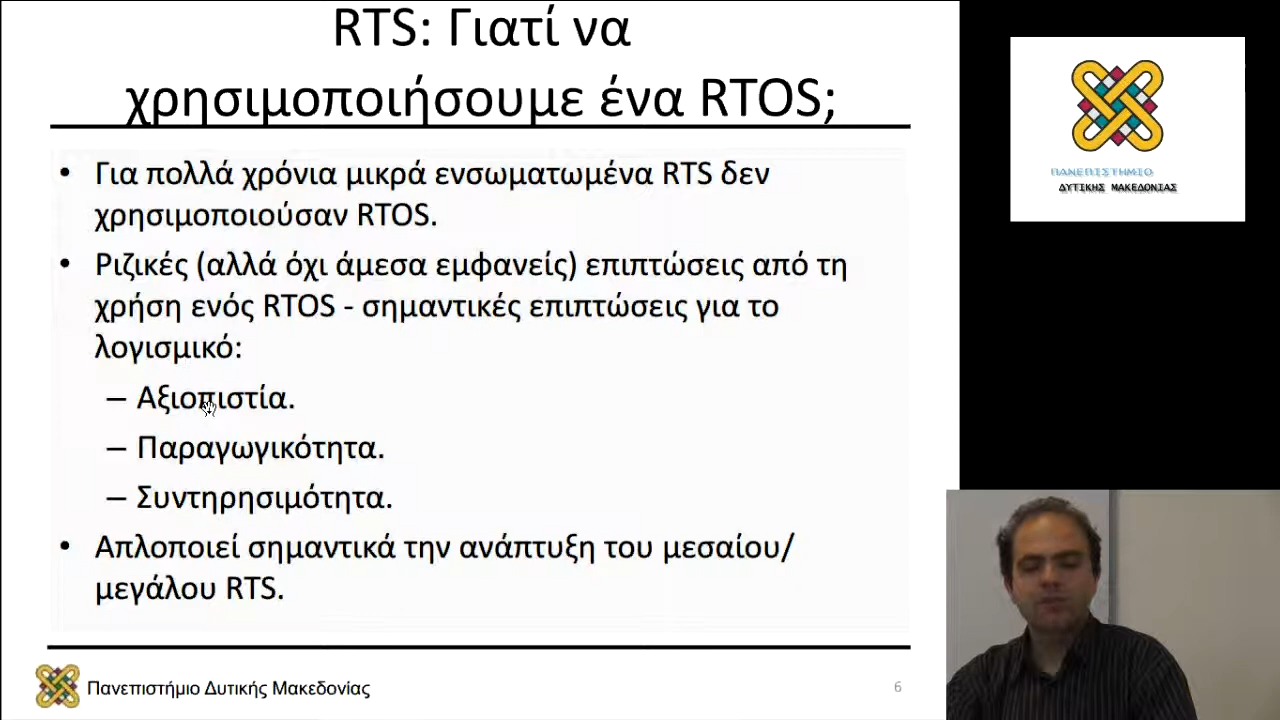 RTS: Γιατί να
χρησιμοποιήσουμε ένα RTOS;
• Για πολλά χρόνια μικρά ενσωματωμένα RTS δεν
χρησιμοποιούσαν RTOS.
• Ριζικές (αλλά όχι άμεσα εμφανείς) επιπτώσεις από τη
χρήση ενός RTOS - σημαντικές επιπτώσεις για το
λογισμικό:
– Αξιοπιστία.
– Παραγωγικότητα.
– Συντηρησιμότητα.
• Απλοποιεί σημαντικά την ανάπτυξη του μεσαίου/
μεγάλου RTS.
Πανεπιστήμιο Δυτικής Μακεδονίας
6
ΠΑΝΕΠΙΣΤΗΜΙΟ
ΔΥΤΙΚΗΣ ΜΑΚΕΔΟΝΙΑΣ